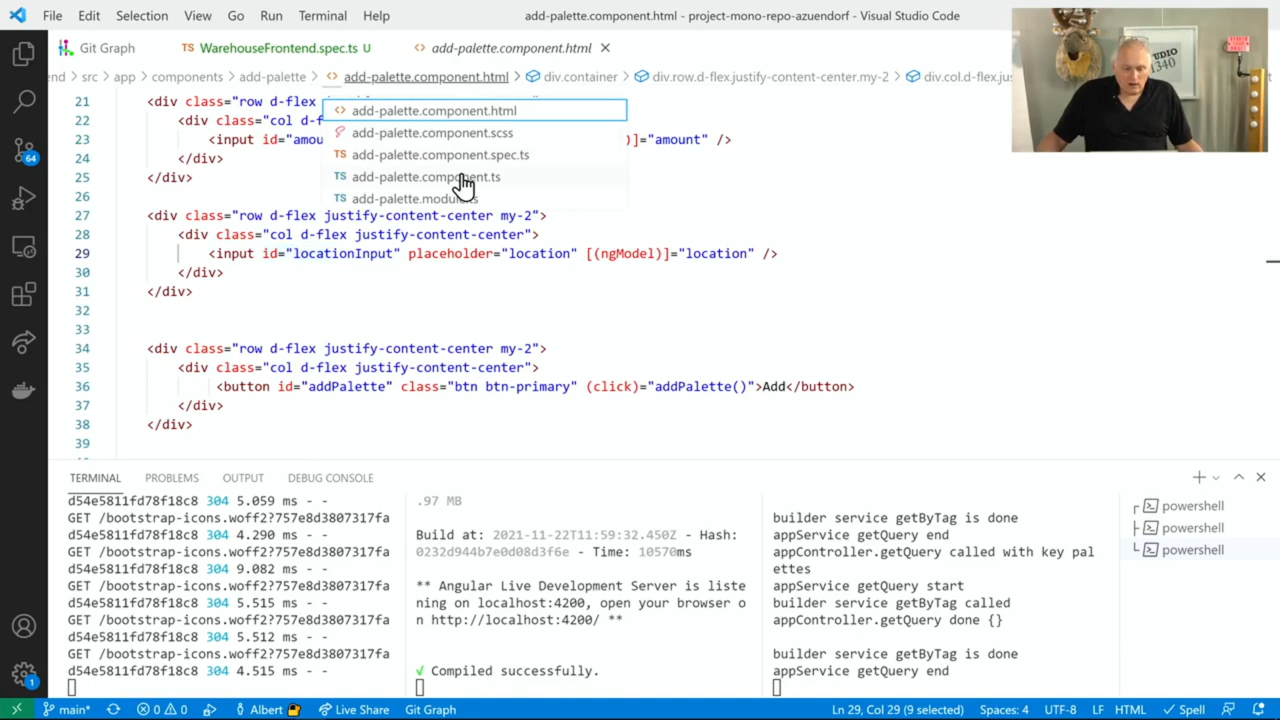 File Edit Selection View Go Run Terminal Help add-palette.component.html - project-mono-repo-azuendorf - Visual Studio Code
Git Graph WarehouseFrontend.spec.ts U add-palette.component.html
end > src > app > components > add-palette > add-palette.component.html > div.container > div.row.d-flex.justify-content-center.my-2 > div.col.d-flex.js
21 <div class="row d-flex
add-palette.component.html
22 <div class="col d-f
add-palette.component.scss
23 <input id="amou )]="amount" />
24 </div>
add-palette.component.spec.ts
25 </div>
add-palette.component.ts
26
add-palette.module.ts
27 <div class="row d-flex justify-content-center my-2">
28 <div class="col d-flex justify-content-center">
29 <input id="locationInput" placeholder="location" [(ngModel)]="location" />
30 </div>
31 </div>
32
33
34 <div class="row d-flex justify-content-center my-2">
35 <div class="col d-flex justify-content-center">
36 <button id="addPalette" class="btn btn-primary" (click)="addPalette()">Add</button>
37 </div>
38 </div>
39
TERMINAL PROBLEMS OUTPUT DEBUG CONSOLE
d54e5811fd78f18c8 304 5.059 ms - -
GET /bootstrap-icons.woff2?757e8d3807317fa
d54e5811fd78f18c8 304 4.290 ms - -
GET /bootstrap-icons.woff2?757e8d3807317fa
d54e5811fd78f18c8 304 9.082 ms - -
GET /bootstrap-icons.woff2?757e8d3807317fa
d54e5811fd78f18c8 304 5.515 ms - -
GET /bootstrap-icons.woff2?757e8d3807317fa
d54e5811fd78f18c8 304 5.512 ms - -
GET /bootstrap-icons.woff2?757e8d3807317fa
d54e5811fd78f18c8 304 4.515 ms - -
.97 MB
Build at: 2021-11-22T11:59:32.450Z - Hash:
0232d944b7e0d08d3f6e - Time: 10570ms
** Angular Live Development Server is liste
ning on localhost:4200, open your browser o
n http://localhost:4200/ **
√ Compiled successfully.
builder service getByTag is done
appService getQuery end
appController.getQuery called with key pal
ettes
appService getQuery start
builder service getByTag called
appController.getQuery done {}
builder service getByTag is done
appService getQuery end
powershell
powershell
powershell
64
1
STUDIO
1340
main* 0 0 Albert Live Share Git Graph Ln 29, Col 29 (9 selected) Spaces: 4 UTF-8 LF HTML Spell